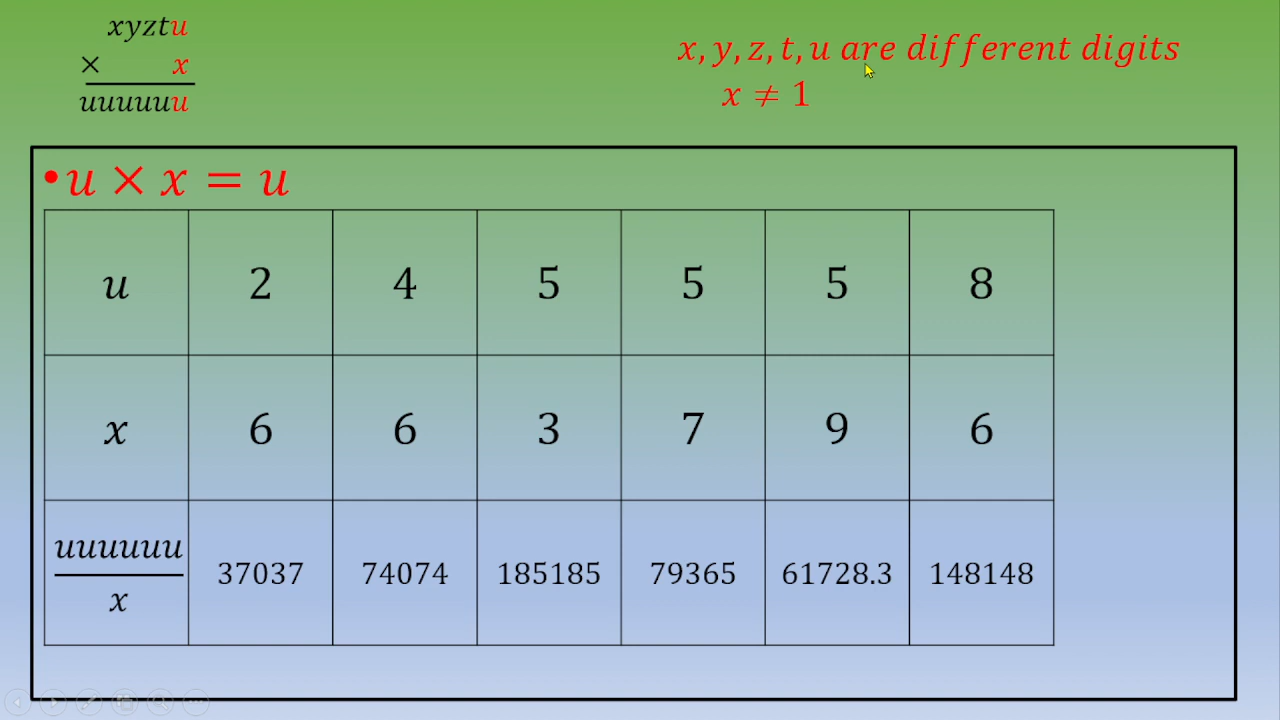 xyztu
× x
uuuuuu
x, y, z, t, u are different digits
x ≠ 1
• u × x = u
u 2 4 5 5 5 8
x 6 6 3 7 9 6
uuuuuu
x
37037 74074 185185 79365 61728.3 148148